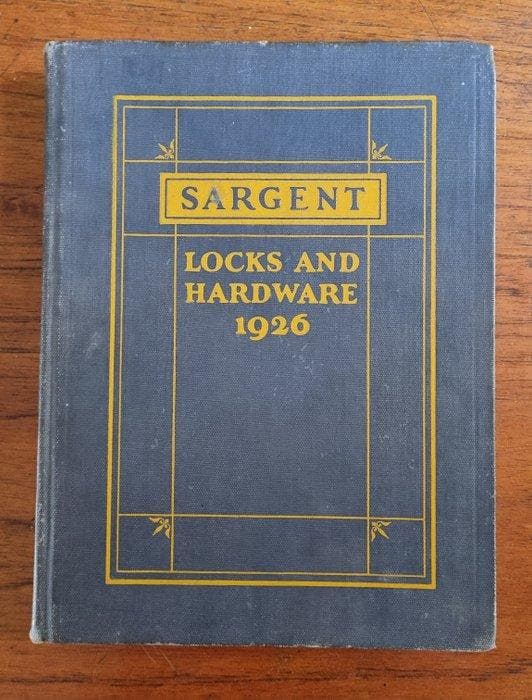 SARGENT
LOCKS AND
HARDWARE
1926